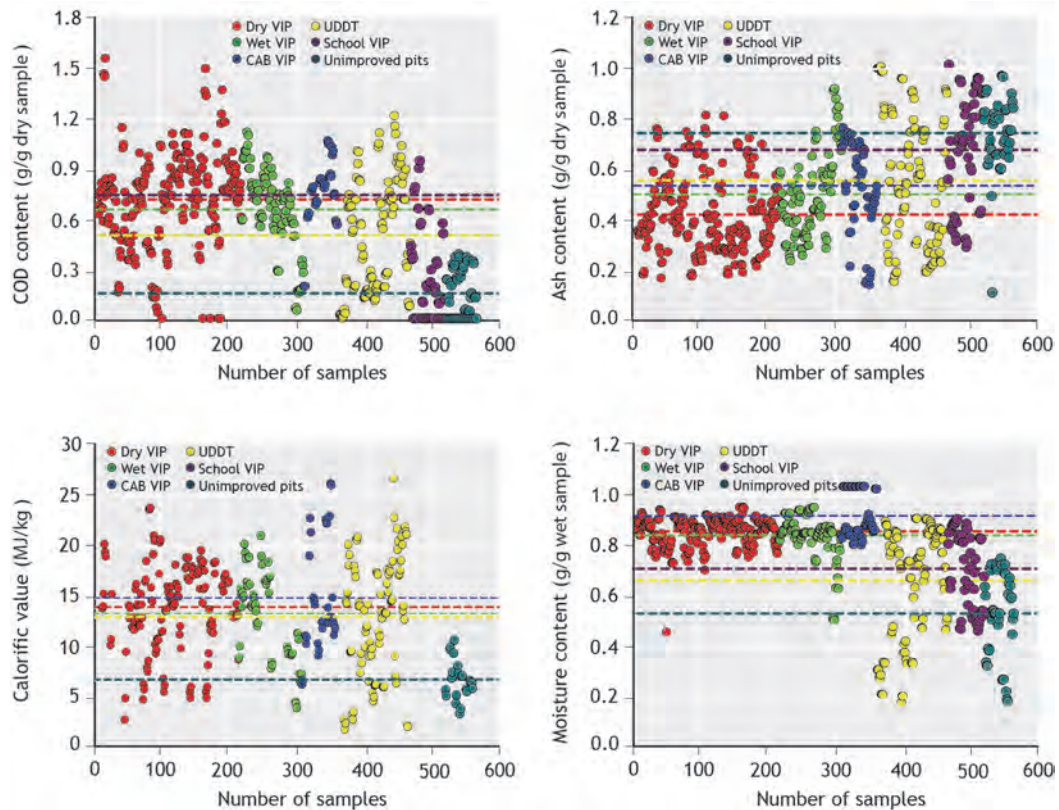 COD content (g/g dry sample)
1.8
1.5
1.2
0.9
0.6
0.3
0.0
Dry VIP
Wet VIP
CAB VIP
UDDT
School VIP
Unimproved pits
0 100 200 300 400 500 600
Number of samples
Ash content (g/g dry sample)
1.2
1.0
0.8
0.6
0.4
0.2
0.0
Dry VIP
Wet VIP
CAB VIP
UDDT
School VIP
Unimproved pits
0 100 200 300 400 500 600
Number of samples
Calorific value (MJ/kg)
30
25
20
15
10
5
0
Dry VIP
Wet VIP
CAB VIP
UDDT
School VIP
Unimproved pits
0 100 200 300 400 500 600
Number of samples
Moisture content (g/g wet sample)
1.2
1.0
0.8
0.6
0.4
0.2
0.0
Dry VIP
Wet VIP
CAB VIP
UDDT
School VIP
Unimproved pits
0 100 200 300 400 500 600
Number of samples